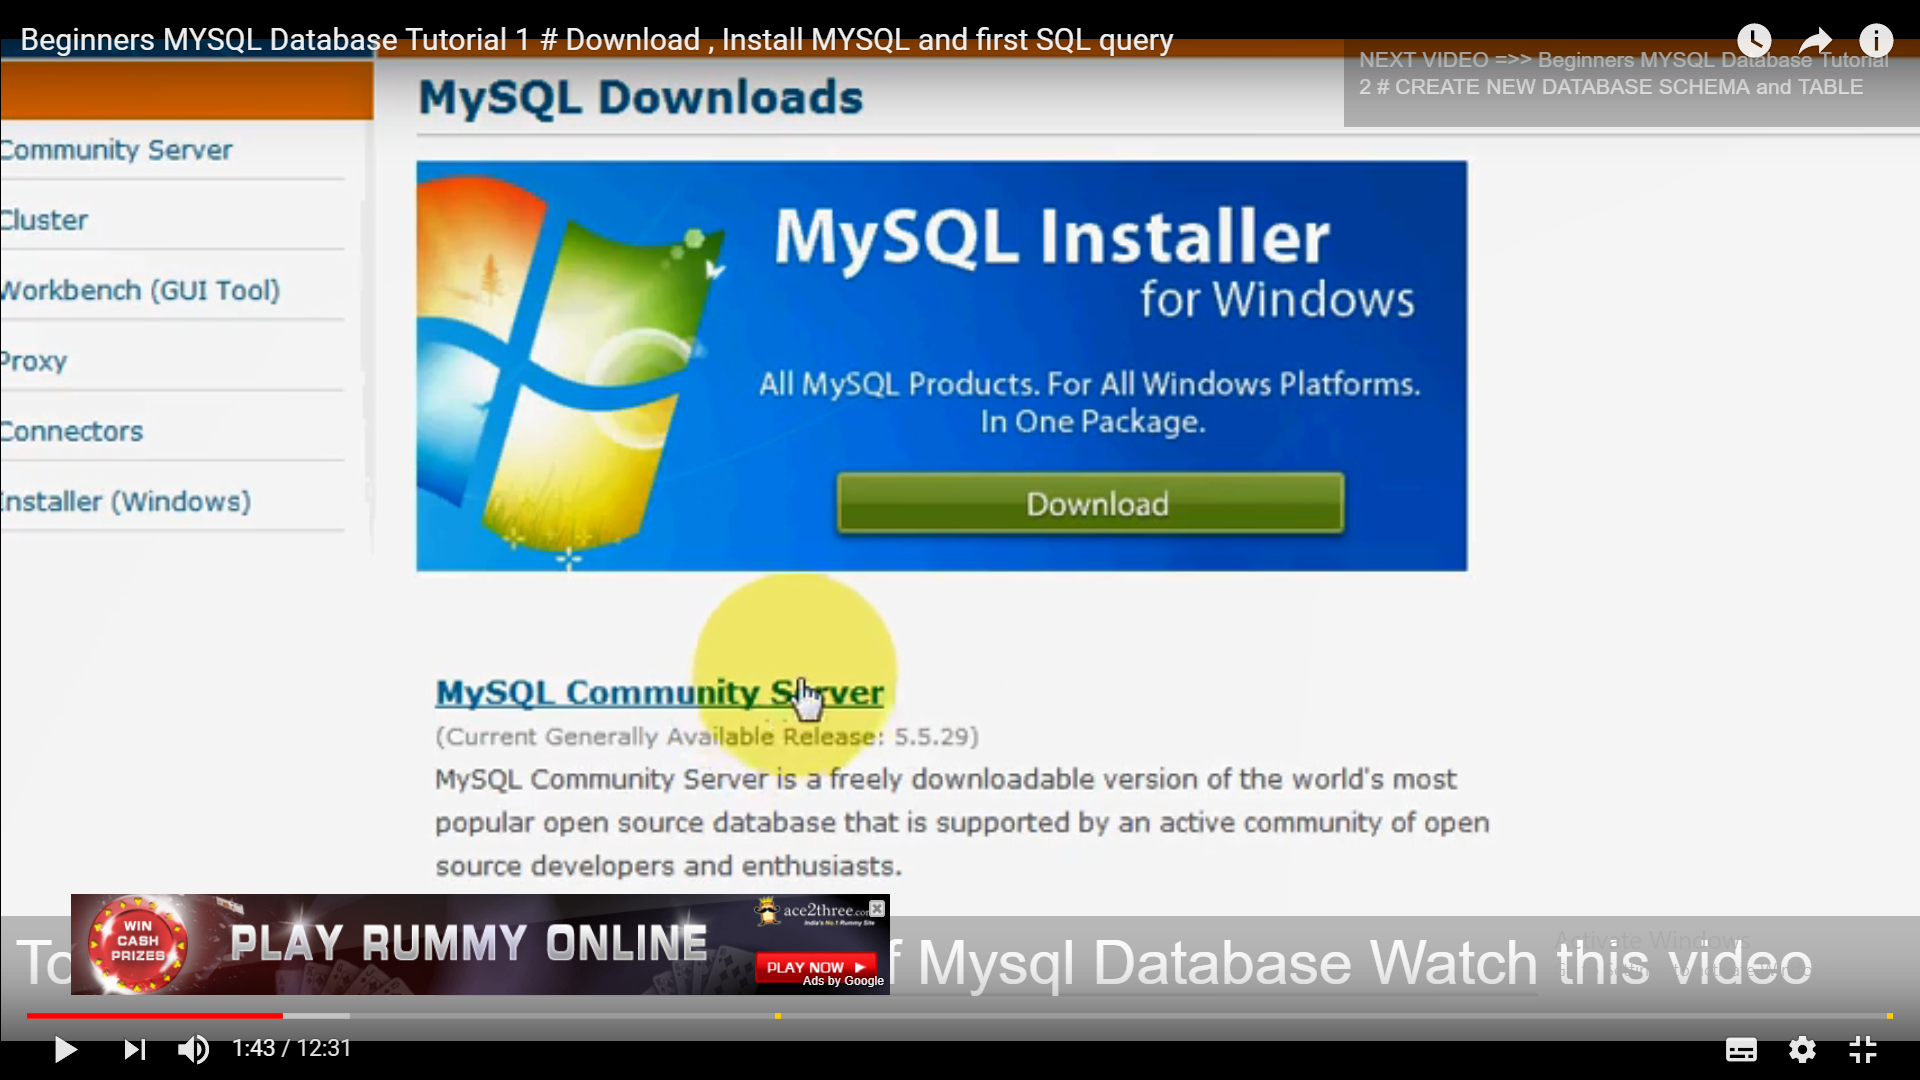 Beginners MYSQL Database Tutorial 1 # Download , Install MYSQL and first SQL query
NEXT VIDEO =>> Beginners MYSQL Database Tutorial
2 # CREATE NEW DATABASE SCHEMA and TABLE
MySQL Downloads
Community Server
Cluster
Workbench (GUI Tool)
Proxy
Connectors
Installer (Windows)
MySQL Installer
for Windows
All MySQL Products. For All Windows Platforms.
In One Package.
Download
MySQL Community Server
(Current Generally Available Release: 5.5.29)
MySQL Community Server is a freely downloadable version of the world's most
popular open source database that is supported by an active community of open
source developers and enthusiasts.
WIN
CASH
PRIZES
PLAY RUMMY ONLINE
ace2three.com
India's No.1 Rummy Site
PLAY NOW
Ads by Google
To
f Mysql Database Watch this video
Activate Windows
1:43 / 12:31